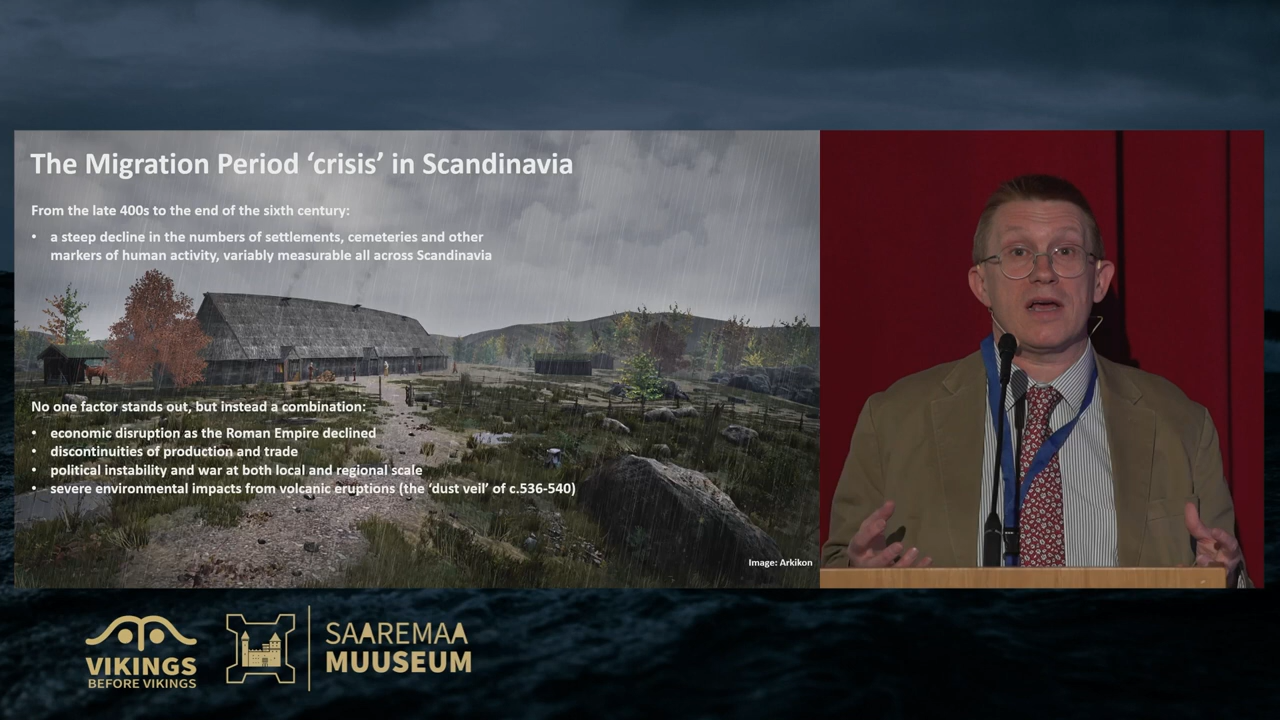 The Migration Period ‘crisis’ in Scandinavia
From the late 400s to the end of the sixth century:
• a steep decline in the numbers of settlements, cemeteries and other
markers of human activity, variably measurable all across Scandinavia
No one factor stands out, but instead a combination:
• economic disruption as the Roman Empire declined
• discontinuities of production and trade
• political instability and war at both local and regional scale
• severe environmental impacts from volcanic eruptions (the ‘dust veil’ of c.536-540)
Image: Arkikon
VIKINGS
BEFORE VIKINGS
SAAREMAA
MUUSEUM